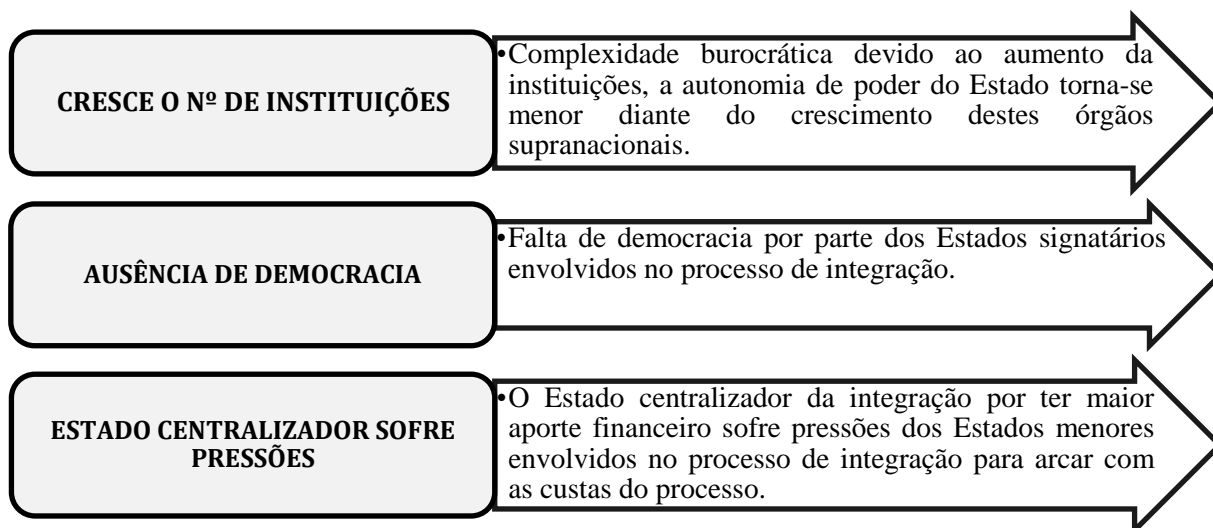 CRESCE O Nº DE INSTITUIÇÕES
•Complexidade burocrática devido ao aumento da
instituições, a autonomia de poder do Estado torna-se
menor diante do crescimento destes órgãos
supranacionais.
AUSÊNCIA DE DEMOCRACIA
•Falta de democracia por parte dos Estados signatários
envolvidos no processo de integração.
ESTADO CENTRALIZADOR SOFRE
PRESSÕES
•O Estado centralizador da integração por ter maior
aporte financeiro sofre pressões dos Estados menores
envolvidos no processo de integração para arcar com
as custas do processo.